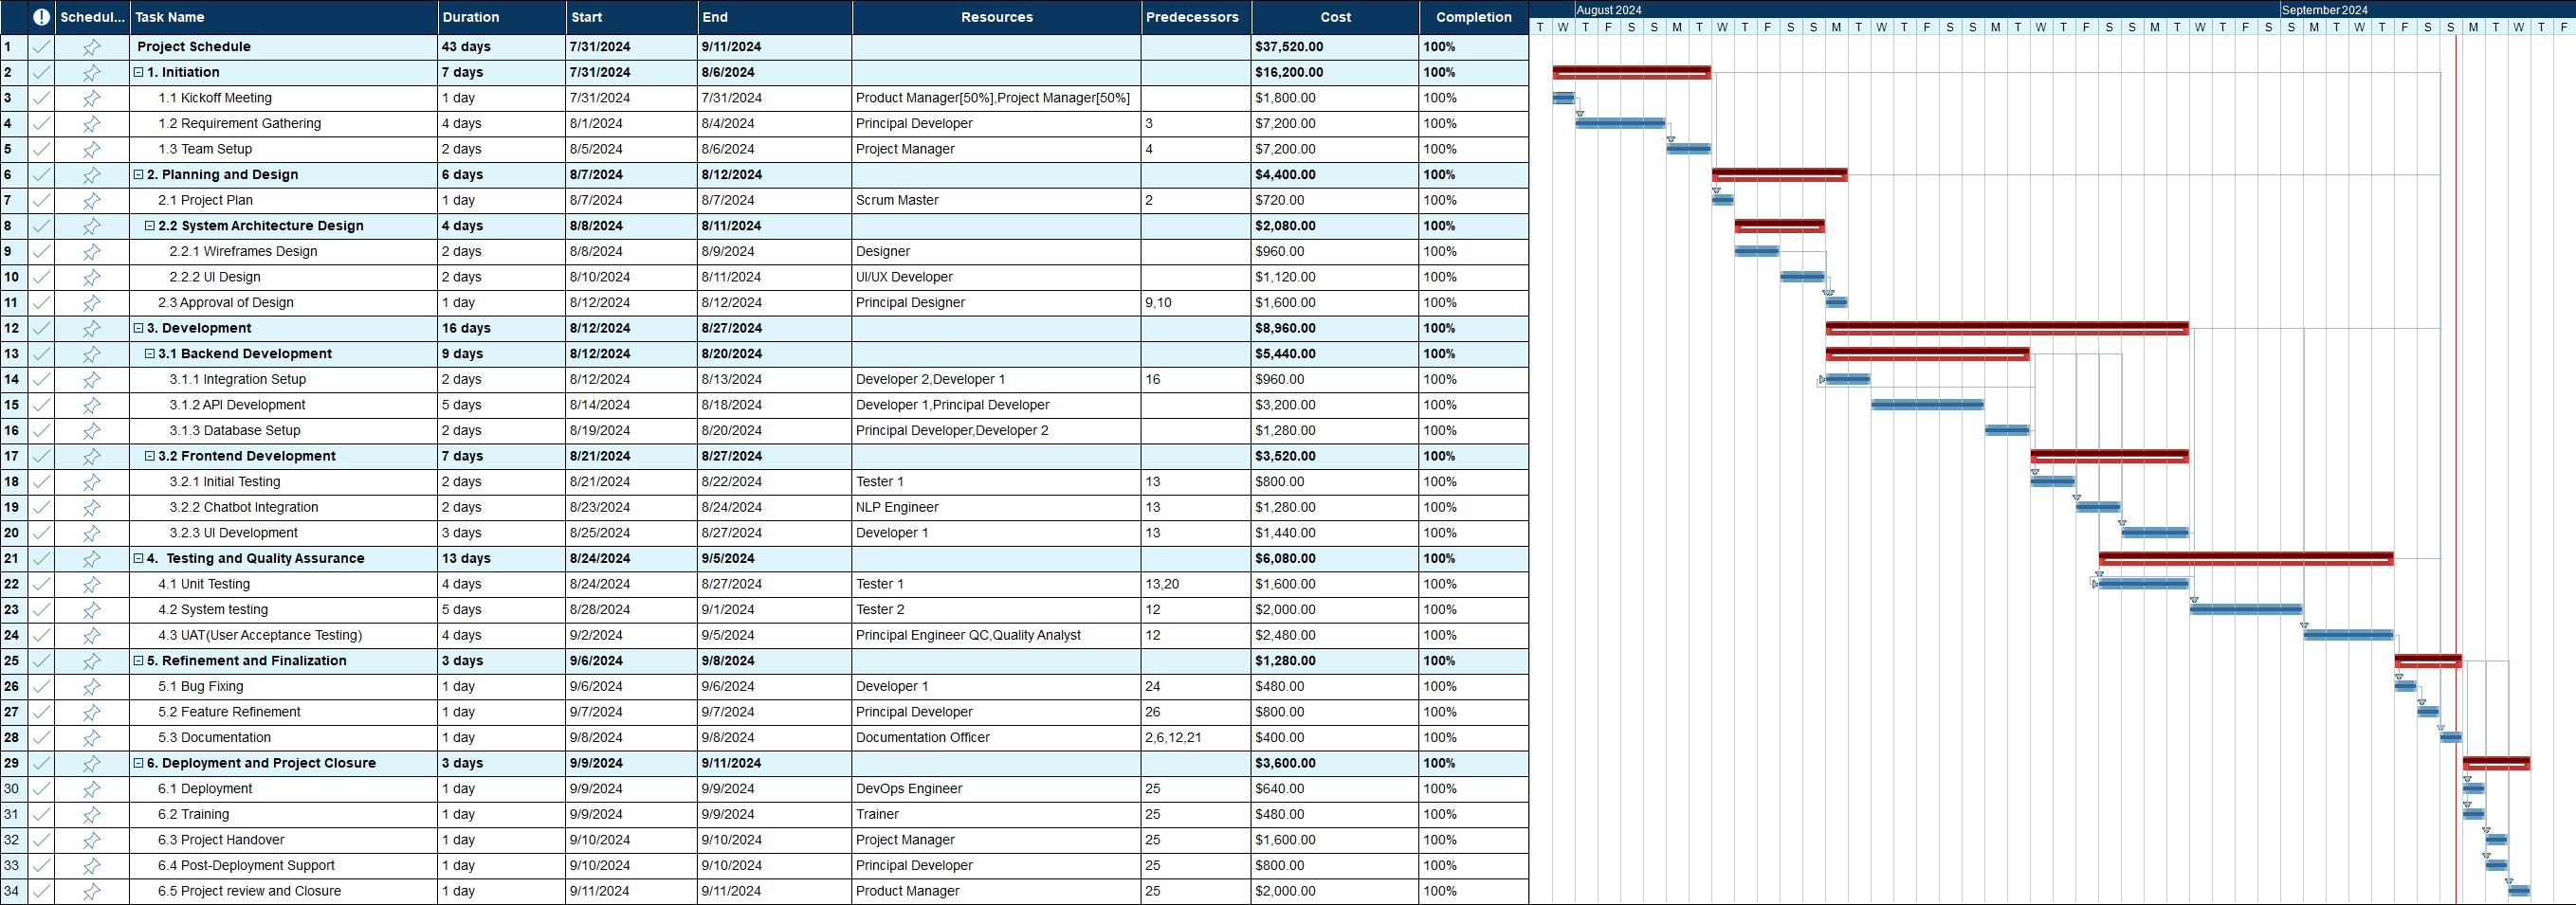 Schedul... Task Name Duration Start End Resources Predecessors Cost Completion August 2024 September 2024
T W T F S S M T W T F S S M T W T F S S M T W T F S S M T W T F S S M T W T F S S M T W T F
1 Project Schedule 43 days 7/31/2024 9/11/2024 $37,520.00 100%
2 1. Initiation 7 days 7/31/2024 8/6/2024 $16,200.00 100%
3 1.1 Kickoff Meeting 1 day 7/31/2024 7/31/2024 Product Manager[50%],Project Manager[50%] $1,800.00 100%
4 1.2 Requirement Gathering 4 days 8/1/2024 8/4/2024 Principal Developer 3 $7,200.00 100%
5 1.3 Team Setup 2 days 8/5/2024 8/6/2024 Project Manager 4 $7,200.00 100%
6 2. Planning and Design 6 days 8/7/2024 8/12/2024 $4,400.00 100%
7 2.1 Project Plan 1 day 8/7/2024 8/7/2024 Scrum Master 2 $720.00 100%
8 2.2 System Architecture Design 4 days 8/8/2024 8/11/2024 $2,080.00 100%
9 2.2.1 Wireframes Design 2 days 8/8/2024 8/9/2024 Designer $960.00 100%
10 2.2.2 UI Design 2 days 8/10/2024 8/11/2024 UI/UX Developer $1,120.00 100%
11 2.3 Approval of Design 1 day 8/12/2024 8/12/2024 Principal Designer 9,10 $1,600.00 100%
12 3. Development 16 days 8/12/2024 8/27/2024 $8,960.00 100%
13 3.1 Backend Development 9 days 8/12/2024 8/20/2024 $5,440.00 100%
14 3.1.1 Integration Setup 2 days 8/12/2024 8/13/2024 Developer 2,Developer 1 16 $960.00 100%
15 3.1.2 API Development 5 days 8/14/2024 8/18/2024 Developer 1,Principal Developer $3,200.00 100%
16 3.1.3 Database Setup 2 days 8/19/2024 8/20/2024 Principal Developer,Developer 2 $1,280.00 100%
17 3.2 Frontend Development 7 days 8/21/2024 8/27/2024 $3,520.00 100%
18 3.2.1 Initial Testing 2 days 8/21/2024 8/22/2024 Tester 1 13 $800.00 100%
19 3.2.2 Chatbot Integration 2 days 8/23/2024 8/24/2024 NLP Engineer 13 $1,280.00 100%
20 3.2.3 UI Development 3 days 8/25/2024 8/27/2024 Developer 1 13 $1,440.00 100%
21 4. Testing and Quality Assurance 13 days 8/24/2024 9/5/2024 $6,080.00 100%
22 4.1 Unit Testing 4 days 8/24/2024 8/27/2024 Tester 1 13,20 $1,600.00 100%
23 4.2 System testing 5 days 8/28/2024 9/1/2024 Tester 2 12 $2,000.00 100%
24 4.3 UAT(User Acceptance Testing) 4 days 9/2/2024 9/5/2024 Principal Engineer QC,Quality Analyst 12 $2,480.00 100%
25 5. Refinement and Finalization 3 days 9/6/2024 9/8/2024 $1,280.00 100%
26 5.1 Bug Fixing 1 day 9/6/2024 9/6/2024 Developer 1 24 $480.00 100%
27 5.2 Feature Refinement 1 day 9/7/2024 9/7/2024 Principal Developer 26 $800.00 100%
28 5.3 Documentation 1 day 9/8/2024 9/8/2024 Documentation Officer 2,6,12,21 $400.00 100%
29 6. Deployment and Project Closure 3 days 9/9/2024 9/11/2024 $3,600.00 100%
30 6.1 Deployment 1 day 9/9/2024 9/9/2024 DevOps Engineer 25 $640.00 100%
31 6.2 Training 1 day 9/9/2024 9/9/2024 Trainer 25 $480.00 100%
32 6.3 Project Handover 1 day 9/10/2024 9/10/2024 Project Manager 25 $1,600.00 100%
33 6.4 Post-Deployment Support 1 day 9/10/2024 9/10/2024 Principal Developer 25 $800.00 100%
34 6.5 Project review and Closure 1 day 9/11/2024 9/11/2024 Product Manager 25 $2,000.00 100%